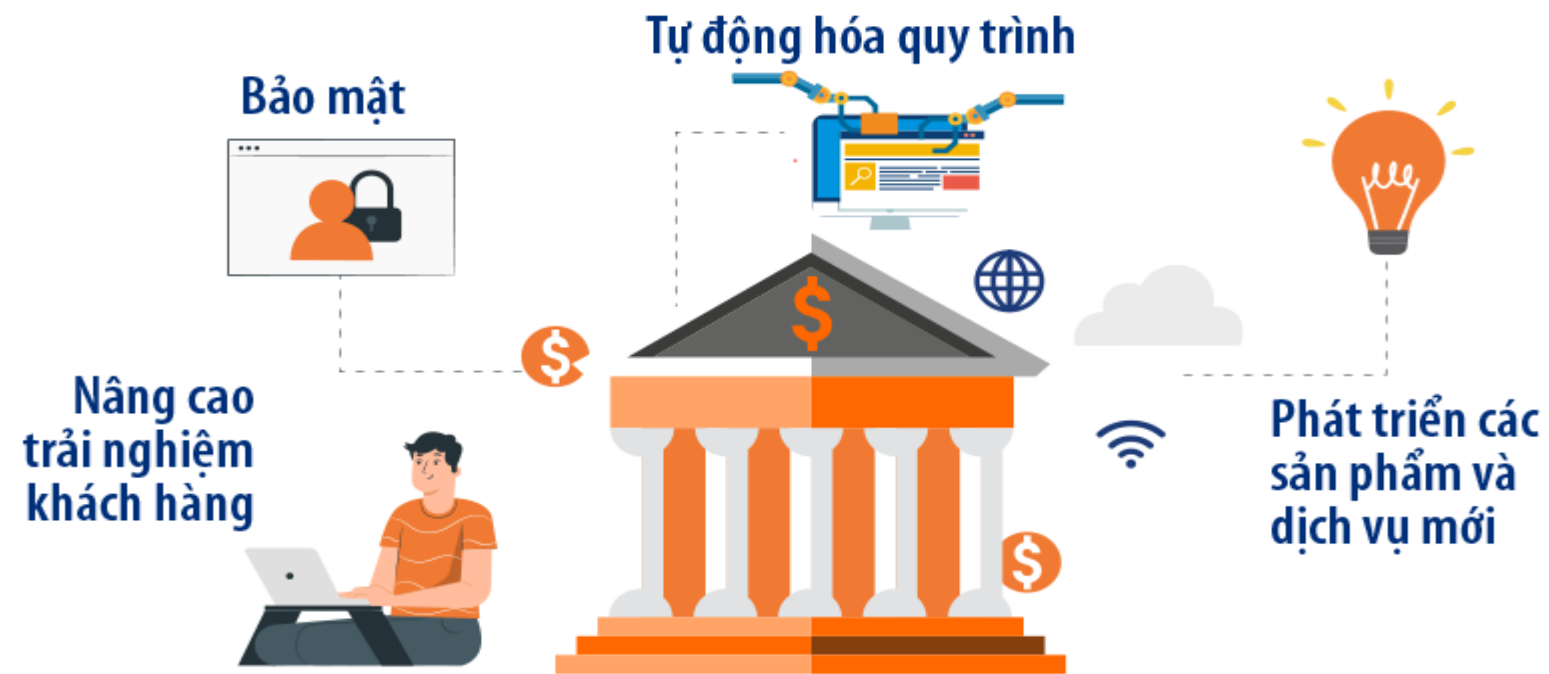 Tự động hóa quy trình
Bảo mật
Nâng cao
trải nghiệm
khách hàng
Phát triển các
sản phẩm và
dịch vụ mới
$
$
$